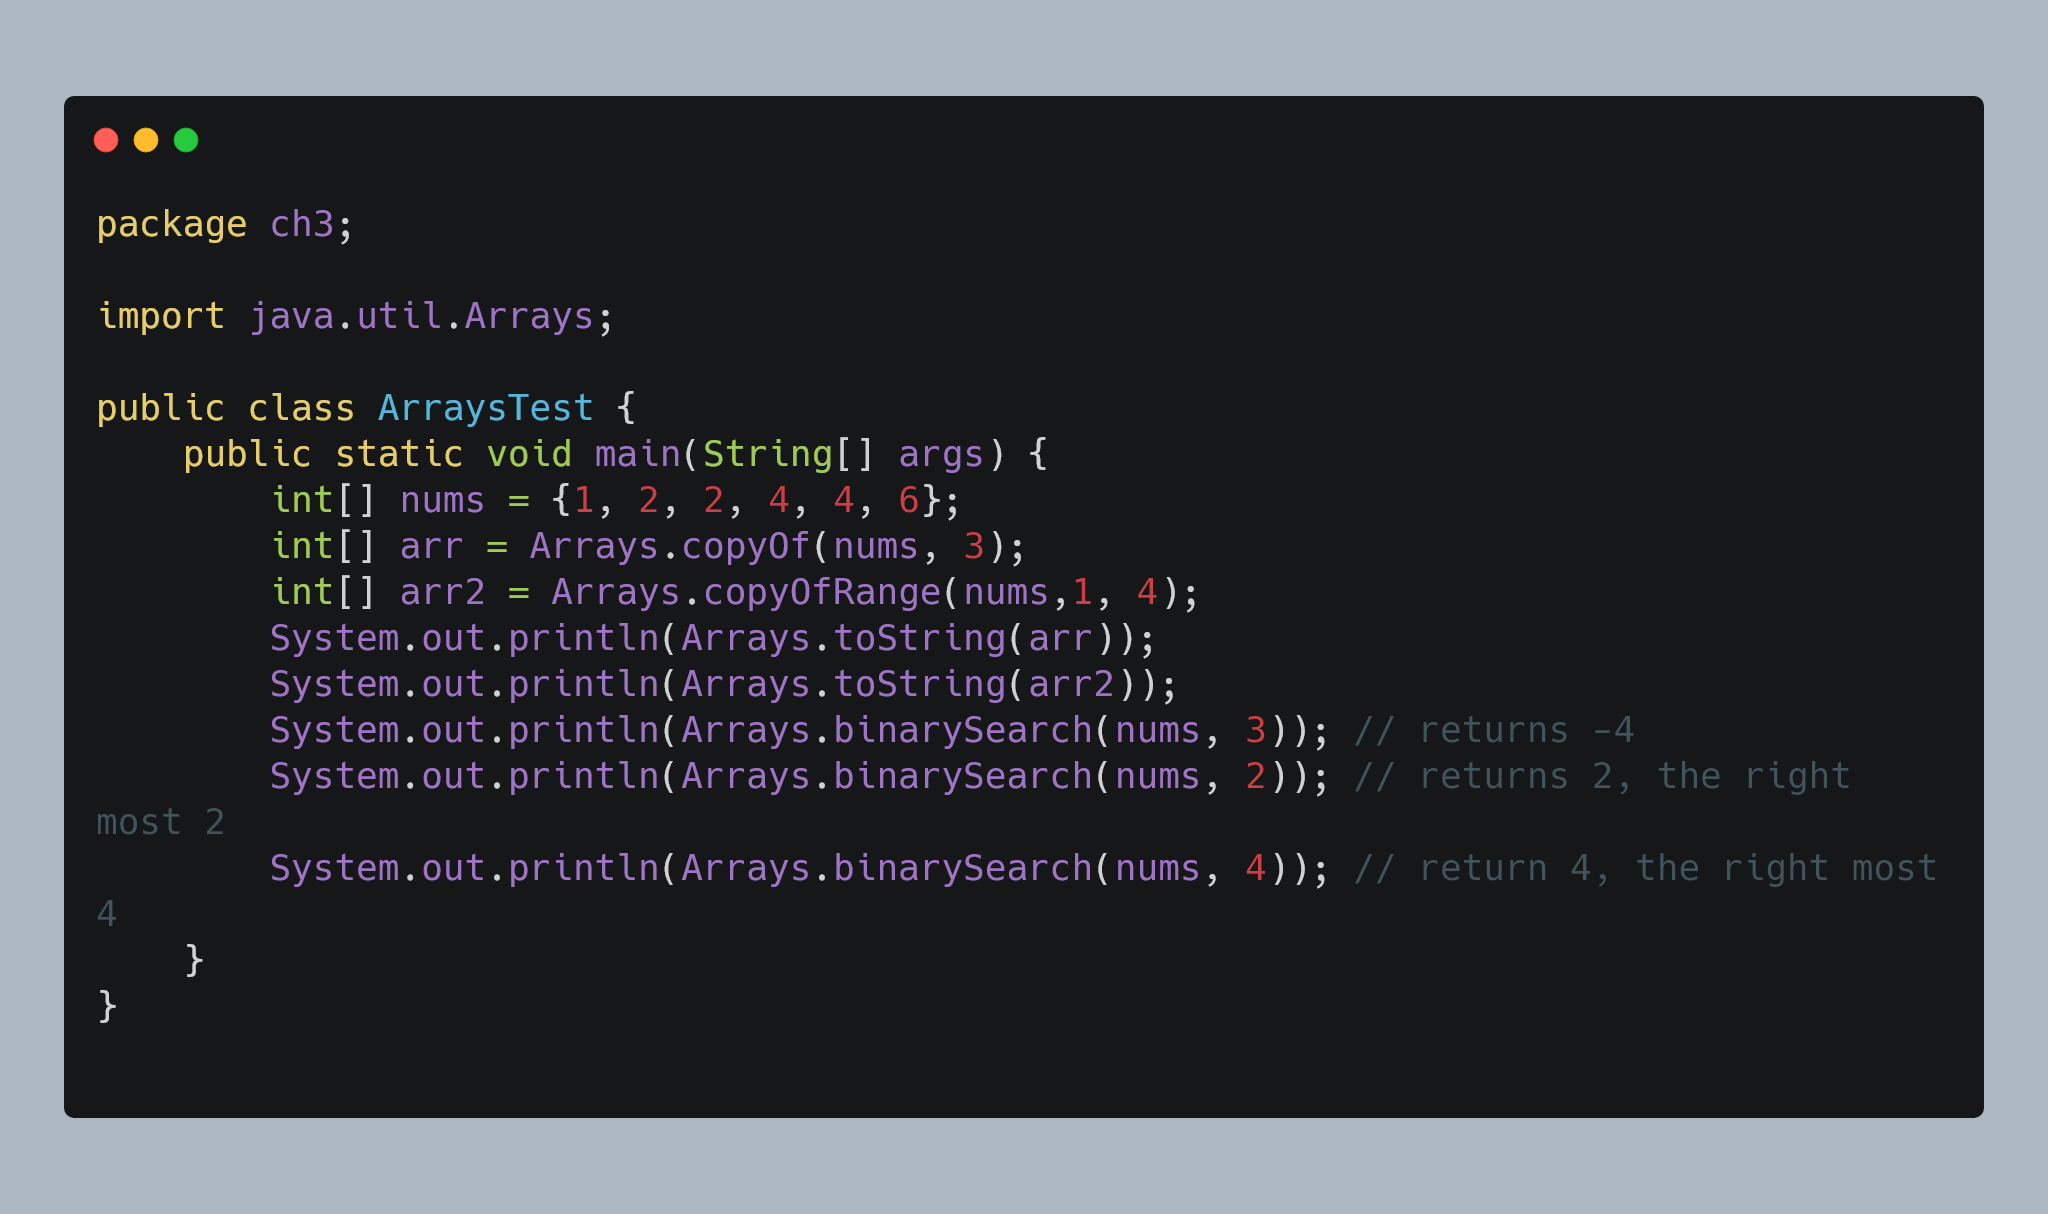 package ch3;

import java.util.Arrays;

public class ArraysTest {
    public static void main(String[] args) {
        int[] nums = {1, 2, 2, 4, 4, 6};
        int[] arr = Arrays.copyOf(nums, 3);
        int[] arr2 = Arrays.copyOfRange(nums,1, 4);
        System.out.println(Arrays.toString(arr));
        System.out.println(Arrays.toString(arr2));
        System.out.println(Arrays.binarySearch(nums, 3)); // returns -4
        System.out.println(Arrays.binarySearch(nums, 2)); // returns 2, the right
most 2
        System.out.println(Arrays.binarySearch(nums, 4)); // return 4, the right most
4
    }
}